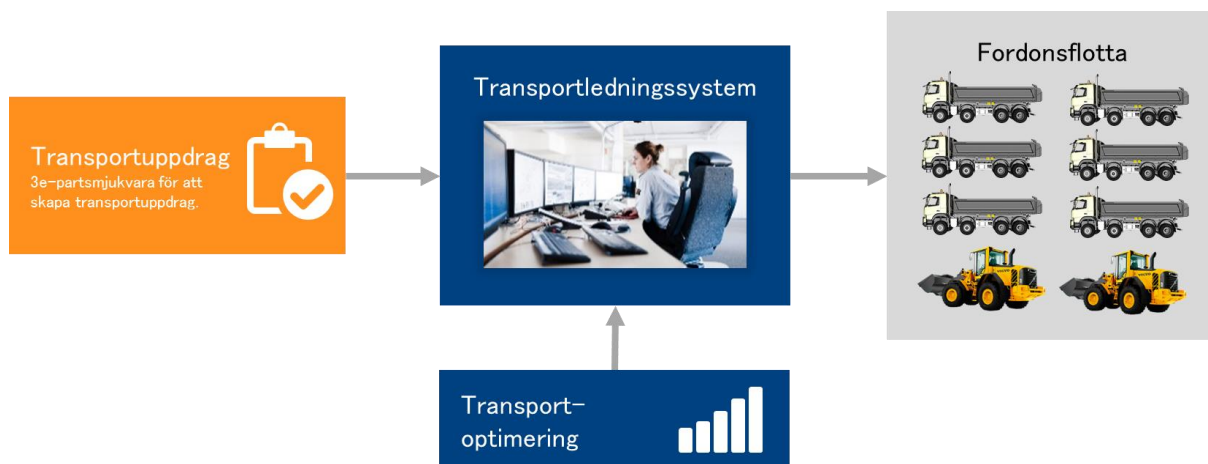 Transportuppdrag
3e-partsmjukvara för att
skapa transportuppdrag.
Transportledningssystem
Fordonsflotta
Transport-
optimering